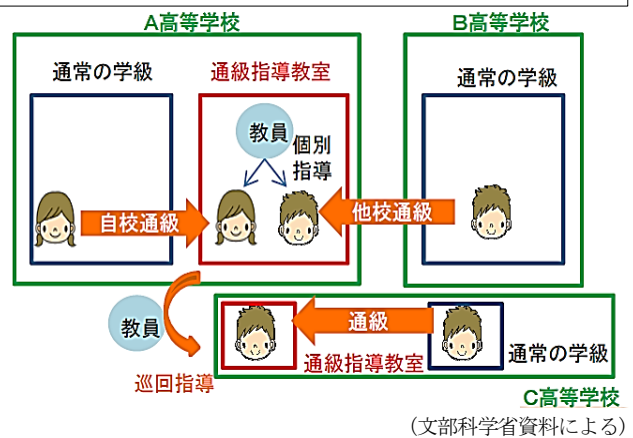 A高等学校
B高等学校
通常の学級
通級指導教室
通常の学級
教員
個別
指導
自校通級
他校通級
教員
巡回指導
通級
通級指導教室
通常の学級
C高等学校
(文部科学省資料による)